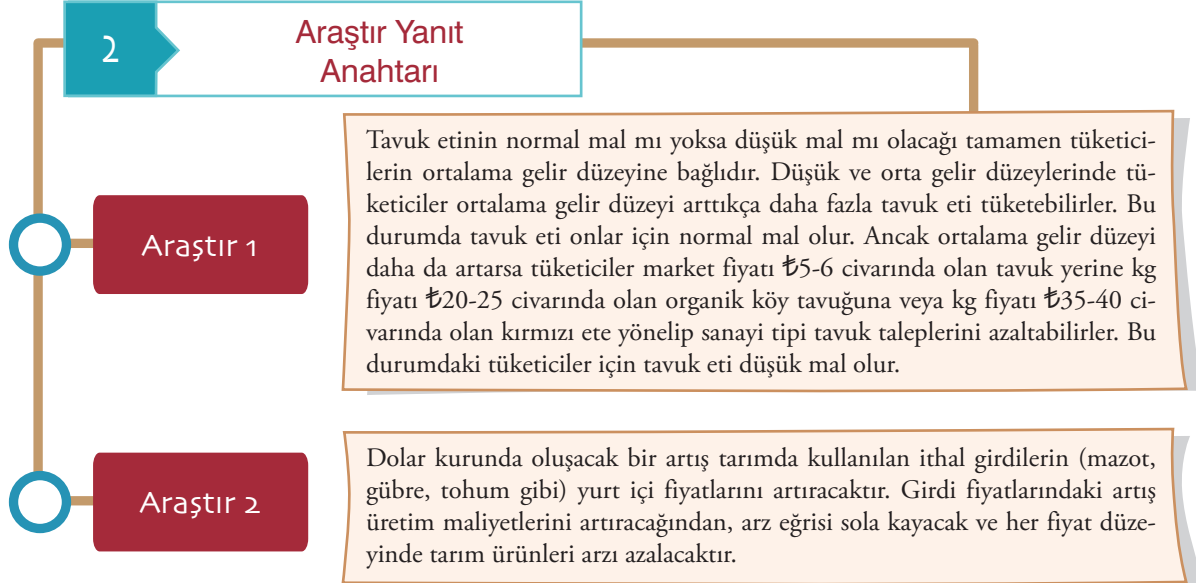 2
Araştır Yanıt
Anahtarı
Araştır 1
Tavuk etinin normal mal mı yoksa düşük mal mı olacağı tamamen tüketici-
lerin ortalama gelir düzeyine bağlıdır. Düşük ve orta gelir düzeylerinde tü-
keticiler ortalama gelir düzeyi arttıkça daha fazla tavuk eti tüketebilirler. Bu
durumda tavuk eti onlar için normal mal olur. Ancak ortalama gelir düzeyi
daha da artarsa tüketiciler market fiyatı ₺5-6 civarında olan tavuk yerine kg
fiyatı ₺20-25 civarında olan organik köy tavuğuna veya kg fiyatı ₺35-40 ci-
varında olan kırmızı ete yönelip sanayi tipi tavuk taleplerini azaltabilirler. Bu
durumdaki tüketiciler için tavuk eti düşük mal olur.
Araştır 2
Dolar kurunda oluşacak bir artış tarımda kullanılan ithal girdilerin (mazot,
gübre, tohum gibi) yurt içi fiyatlarını artıracaktır. Girdi fiyatlarındaki artış
üretim maliyetlerini artıracağından, arz eğrisi sola kayacak ve her fiyat düze-
yinde tarım ürünleri arzı azalacaktır.